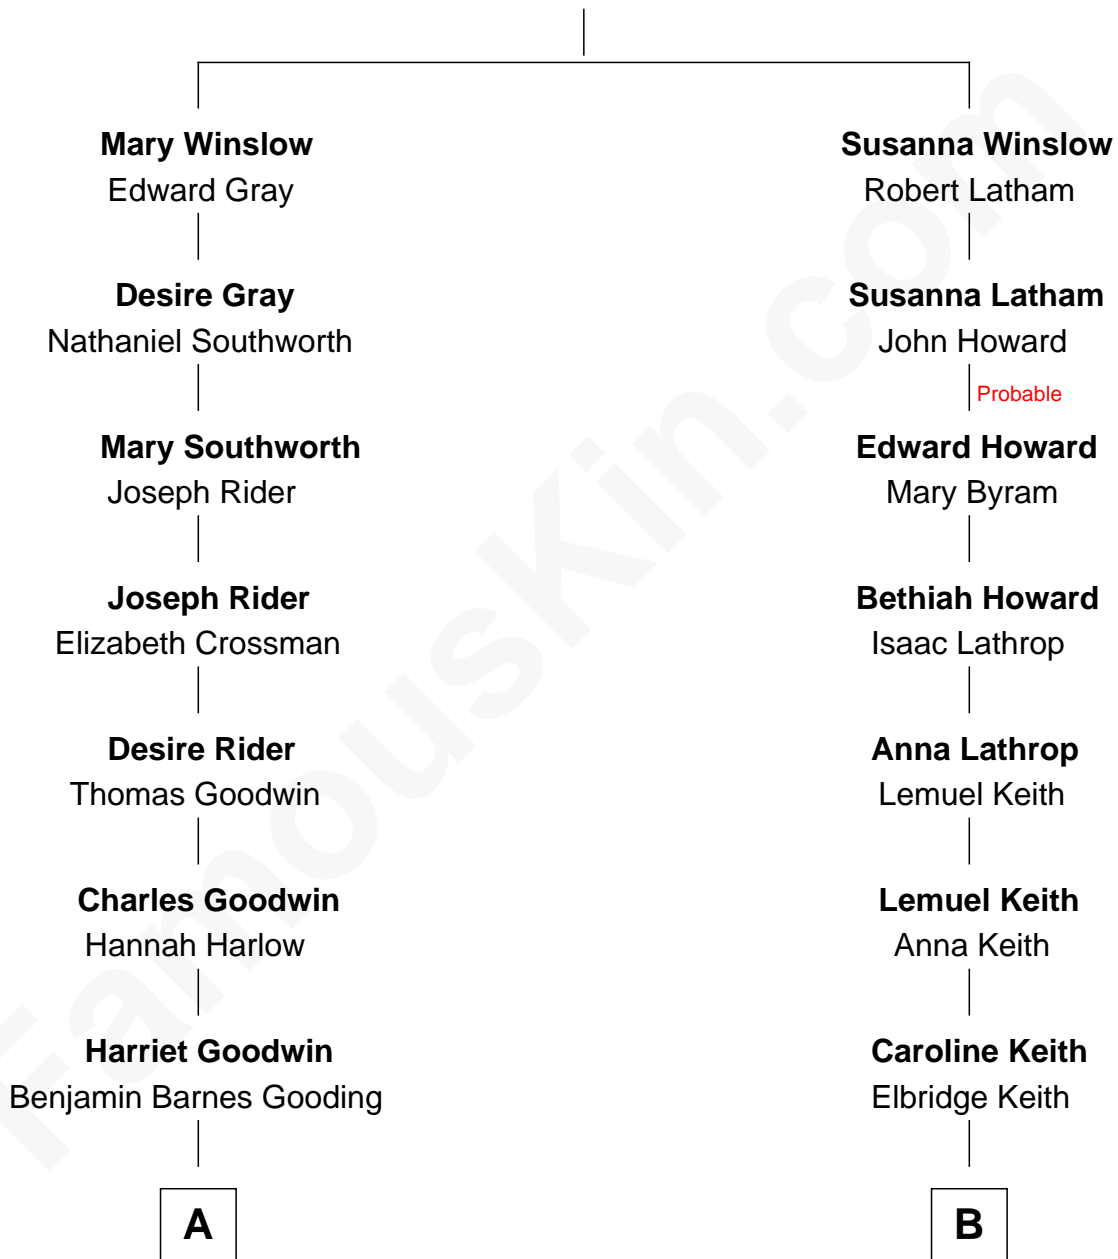 Mary Winslow
Edward Gray
Desire Gray
Nathaniel Southworth
Mary Southworth
Joseph Rider
Joseph Rider
Elizabeth Crossman
Desire Rider
Thomas Goodwin
Charles Goodwin
Hannah Harlow
Harriet Goodwin
Benjamin Barnes Gooding
A
Susanna Winslow
Robert Latham
Susanna Latham
John Howard
Probable
Edward Howard
Mary Byram
Bethiah Howard
Isaac Lathrop
Anna Lathrop
Lemuel Keith
Lemuel Keith
Anna Keith
Caroline Keith
Elbridge Keith
B
FamousKin.com